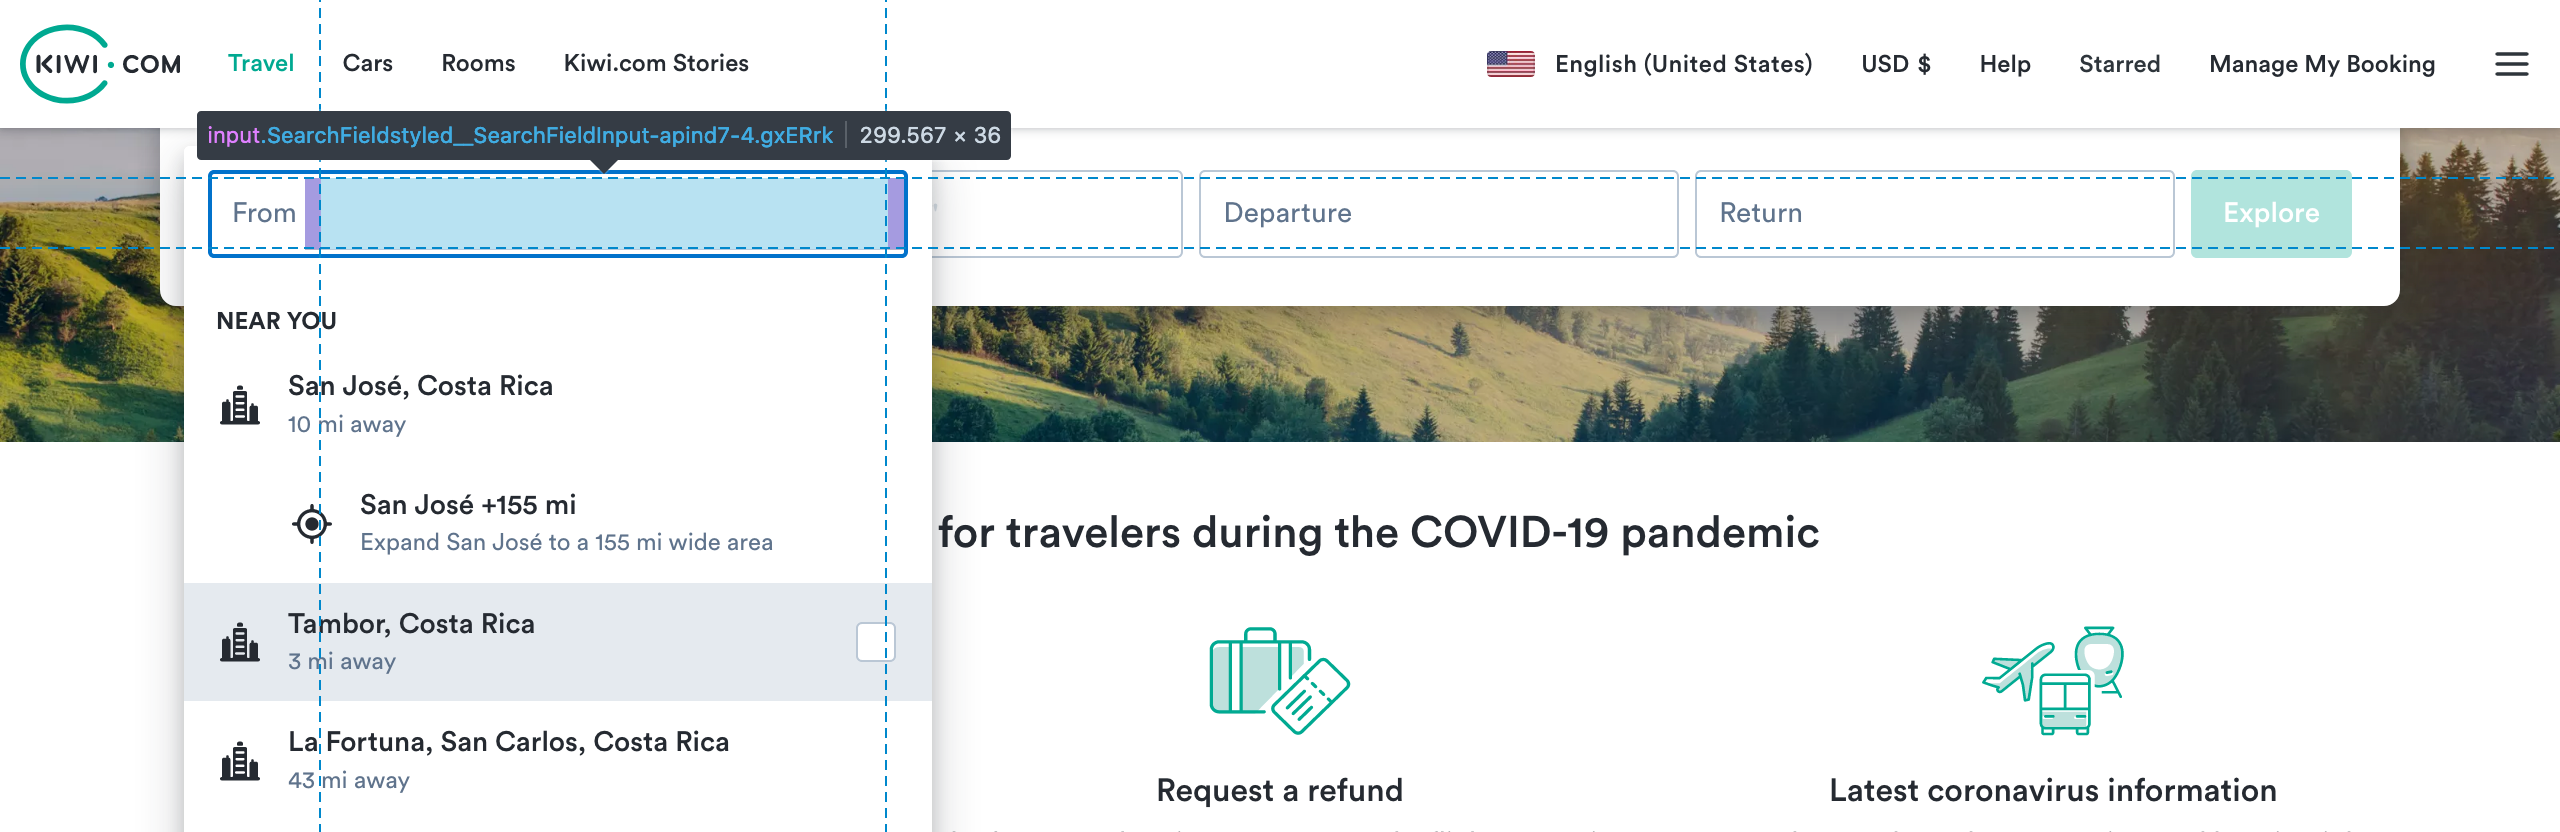 KIWI.COM Travel Cars Rooms Kiwi.com Stories English (United States) USD $ Help Starred Manage My Booking
input.SearchFieldstyled__SearchFieldInput-apind7-4.gxERrk 299.567 × 36
From Departure Return Explore
NEAR YOU
San José, Costa Rica
10 mi away
San José +155 mi
Expand San José to a 155 mi wide area
Tambor, Costa Rica
3 mi away
La Fortuna, San Carlos, Costa Rica
43 mi away
for travelers during the COVID-19 pandemic
Request a refund
Latest coronavirus information